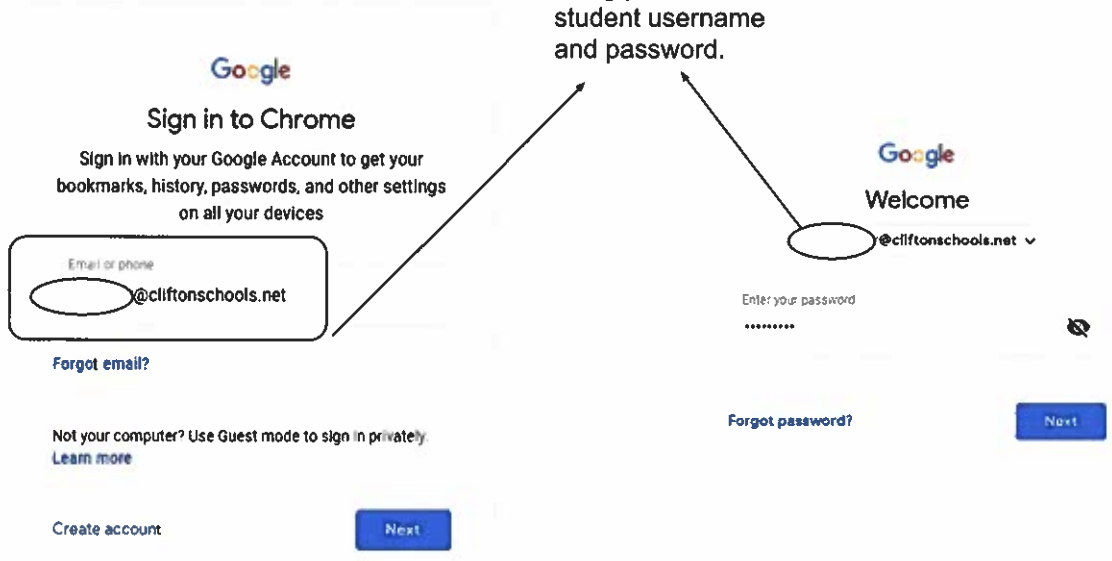 student username
and password.
Google
Sign in to Chrome
Sign in with your Google Account to get your
bookmarks, history, passwords, and other settings
on all your devices
Email or phone
@cliftonschools.net
Forgot email?
Not your computer? Use Guest mode to sign in privately.
Learn more
Create account
Next
Google
Welcome
@cliftonschools.net
Enter your password
•••••••••
Forgot password?
Next